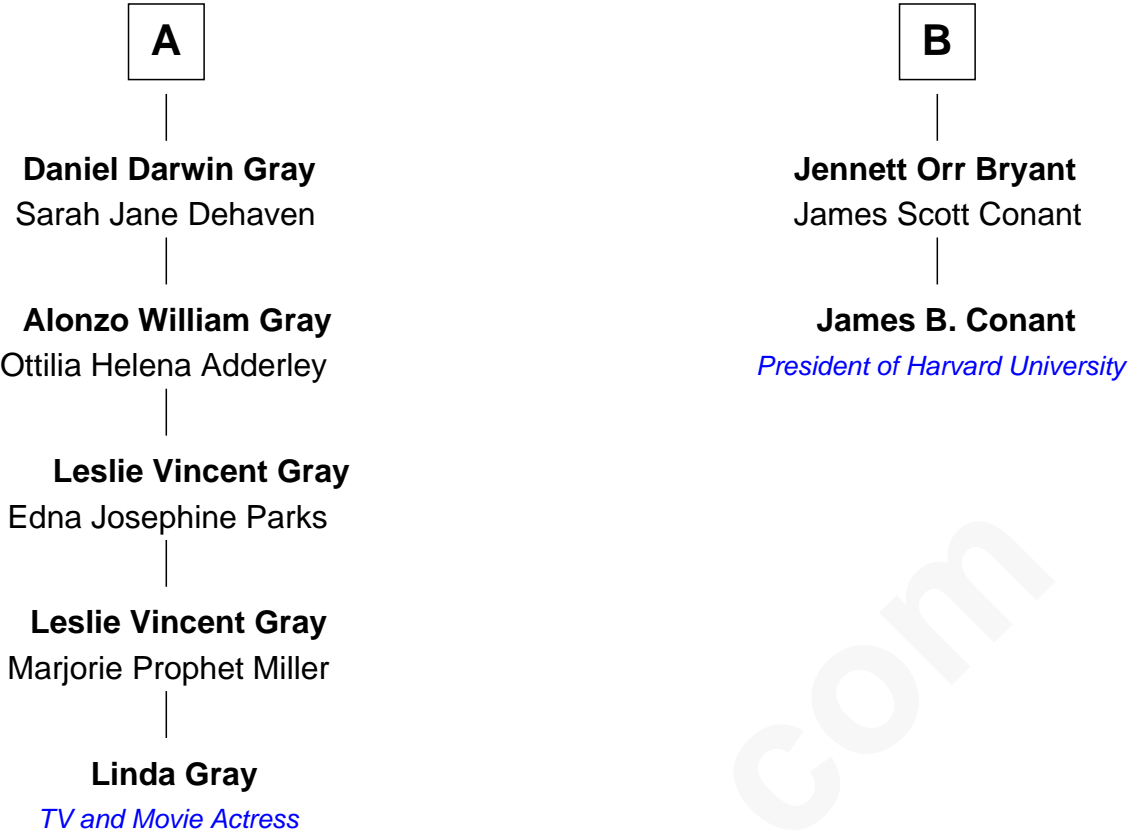 A
Daniel Darwin Gray
Sarah Jane Dehaven
Alonzo William Gray
Ottilia Helena Adderley
Leslie Vincent Gray
Edna Josephine Parks
Leslie Vincent Gray
Marjorie Prophet Miller
Linda Gray
TV and Movie Actress
B
Jennett Orr Bryant
James Scott Conant
James B. Conant
President of Harvard University
com